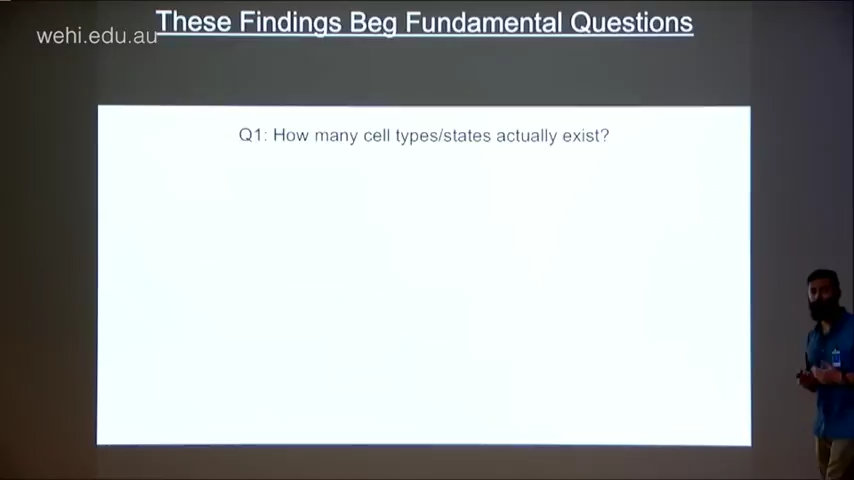 These Findings Beg Fundamental Questions
wehi.edu.au
Q1: How many cell types/states actually exist?